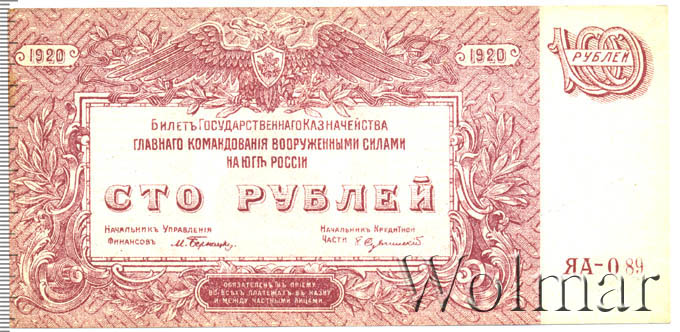 1920 1920
РУБЛЕЙ
БИЛЕТЪ ГОСУДАРСТВЕННАГО КАЗНАЧЕЙСТВА
ГЛАВНАГО КОМАНДОВАНІЯ ВООРУЖЕННЫМИ СИЛАМИ
НА ЮГѢ РОССІИ
СТО РУБЛЕЙ
НАЧАЛЬНИКЪ УПРАВЛЕНІЯ
ФИНАНСОВЪ
НАЧАЛЬНИКЪ КРЕДИТНОЙ
ЧАСТИ
ЯА-089
ОБЯЗАТЕЛЕНЪ КЪ ПРІЕМУ
ВО ВСѢХЪ ПЛАТЕЖАХЪ ВЪ КАЗНУ
И МЕЖДУ ЧАСТНЫМИ ЛИЦАМИ.
Wolmar